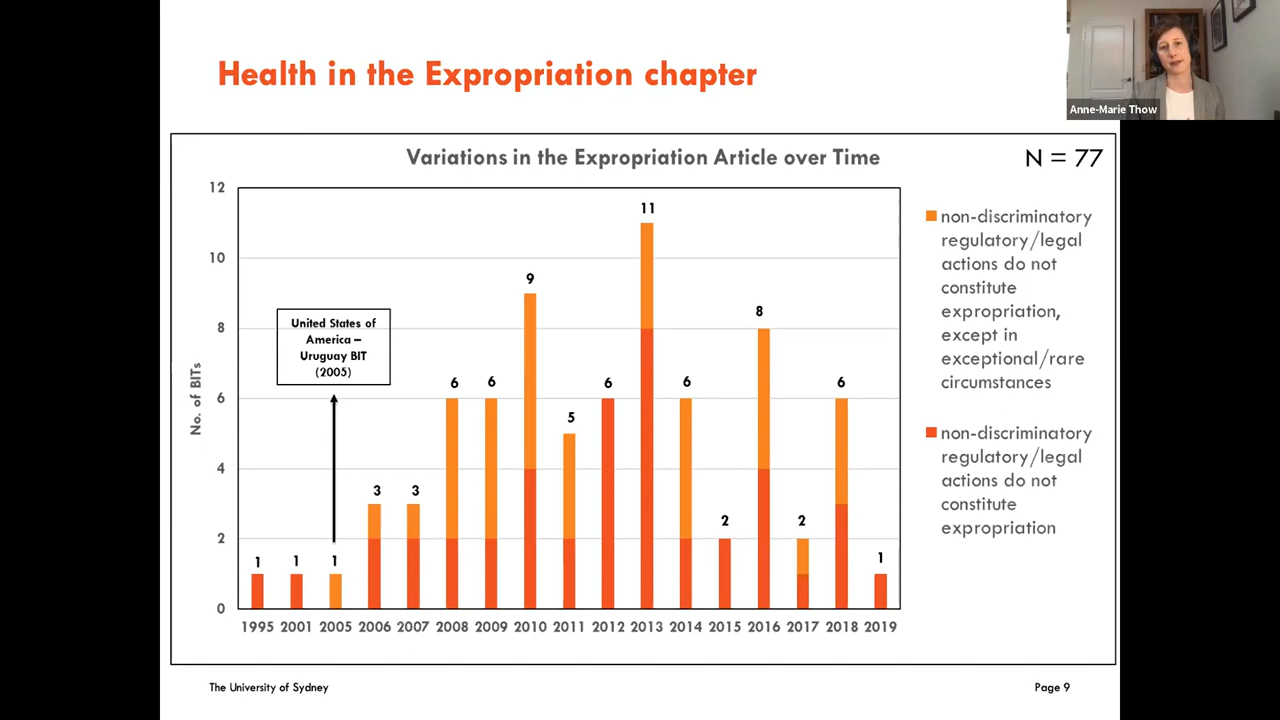 Health in the Expropriation chapter
Anne-Marie Thow
Variations in the Expropriation Article over Time
N = 77
No. of BITs
12
10
8
6
4
2
0
United States of
America –
Uruguay BIT
(2005)
1
1
1
3
3
6
6
9
5
6
11
6
2
8
2
6
1
1995 2001 2005 2006 2007 2008 2009 2010 2011 2012 2013 2014 2015 2016 2017 2018 2019
non-discriminatory
regulatory/legal
actions do not
constitute
expropriation,
except in
exceptional/rare
circumstances
non-discriminatory
regulatory/legal
actions do not
constitute
expropriation
The University of Sydney
Page 9